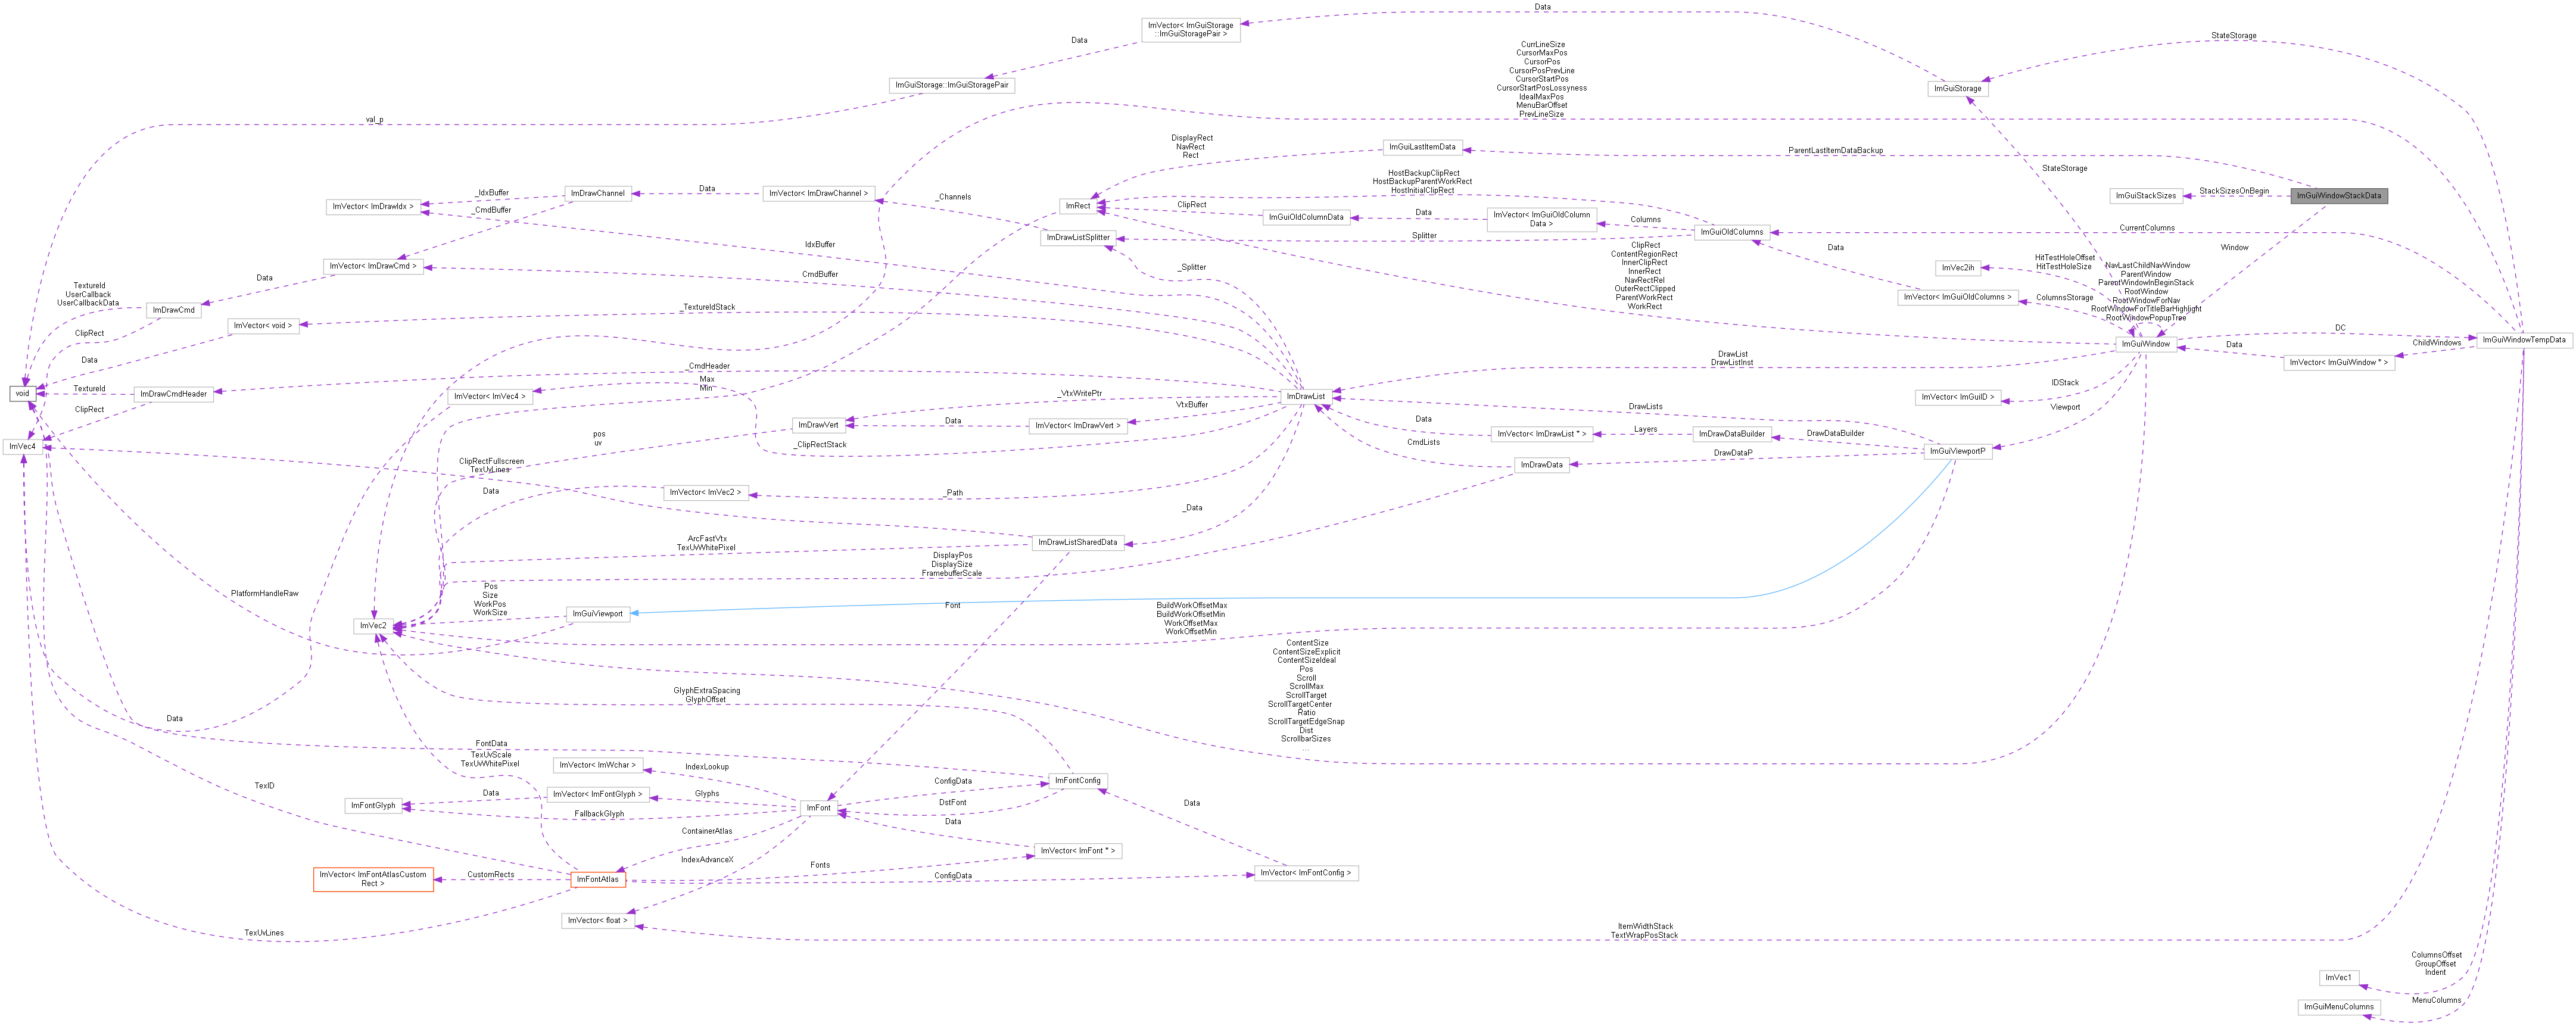 Data
ImVector< ImGuiStorage
::ImGuiStoragePair >
StateStorage
Data
CurrLineSize
CursorMaxPos
CursorPos
CursorPosPrevLine
CursorStartPos
CursorStartPosLossyness
IdealMaxPos
MenuBarOffset
PrevLineSize
ImGuiStorage::ImGuiStoragePair
ImGuiStorage
val_p
DisplayRect
NavRect
Rect
ImGuiLastItemData
ParentLastItemDataBackup
StateStorage
HostBackupClipRect
HostBackupParentWorkRect
HostInitialClipRect
_IdxBuffer
ImDrawChannel
Data
ImVector< ImDrawChannel >
_Channels
ImGuiStackSizes
StackSizesOnBegin
ImGuiWindowStackData
ImVector< ImDrawIdx >
_CmdBuffer
ImRect
ClipRect
ImGuiOldColumnData
Data
ImVector< ImGuiOldColumn
Data >
Columns
ImGuiOldColumns
CurrentColumns
ImDrawListSplitter
Splitter
IdxBuffer
ClipRect
ContentRegionRect
InnerClipRect
InnerRect
NavRectRel
OuterRectClipped
ParentWorkRect
WorkRect
Data
Window
ImVector< ImDrawCmd >
Data
CmdBuffer
_Splitter
ImVec2ih
HitTestHoleOffset
HitTestHoleSize
NavLastChildNavWindow
ParentWindow
ParentWindowInBeginStack
RootWindow
RootWindowForNav
RootWindowForTitleBarHighlight
RootWindowPopupTree
TextureId
UserCallback
UserCallbackData
ImDrawCmd
_TextureIdStack
ImVector< ImGuiOldColumns >
ColumnsStorage
ClipRect
ImVector< void >
DC
ImGuiWindow
ImGuiWindowTempData
ChildWindows
Data
ImVector< ImGuiWindow * >
Data
_CmdHeader
DrawList
DrawListInst
Max
Min
TextureId
void
ImDrawCmdHeader
ImVector< ImVec4 >
_VtxWritePtr
ImDrawList
IDStack
ImVector< ImGuiID >
ClipRect
VtxBuffer
DrawLists
Viewport
ImDrawVert
Data
ImVector< ImDrawVert >
Data
ImVec4
pos
uv
_ClipRectStack
CmdLists
ImVector< ImDrawList * >
Layers
ImDrawDataBuilder
DrawDataBuilder
ImGuiViewportP
DrawDataP
ImDrawData
ClipRectFullscreen
TexUvLines
Data
ImVector< ImVec2 >
_Path
_Data
ArcFastVtx
TexUvWhitePixel
ImDrawListSharedData
DisplayPos
DisplaySize
FramebufferScale
PlatformHandleRaw
Pos
Size
WorkPos
WorkSize
ImGuiViewport
Font
BuildWorkOffsetMax
BuildWorkOffsetMin
WorkOffsetMax
WorkOffsetMin
ImVec2
ContentSize
ContentSizeExplicit
ContentSizeIdeal
Pos
Scroll
ScrollMax
ScrollTarget
ScrollTargetCenter
Ratio
ScrollTargetEdgeSnap
Dist
ScrollbarSizes
...
GlyphExtraSpacing
GlyphOffset
Data
FontData
TexUvScale
TexUvWhitePixel
ImVector< ImWchar >
IndexLookup
ConfigData
ImFontConfig
TexID
ImFontGlyph
Data
ImVector< ImFontGlyph >
Glyphs
FallbackGlyph
ImFont
DstFont
Data
Data
ContainerAtlas
ImVector< ImFont * >
IndexAdvanceX
ImVector< ImFontAtlasCustom
Rect >
CustomRects
ImFontAtlas
Fonts
ConfigData
ImVector< ImFontConfig >
ImVector< float >
TexUvLines
ItemWidthStack
TextWrapPosStack
ColumnsOffset
GroupOffset
Indent
ImVec1
MenuColumns
ImGuiMenuColumns